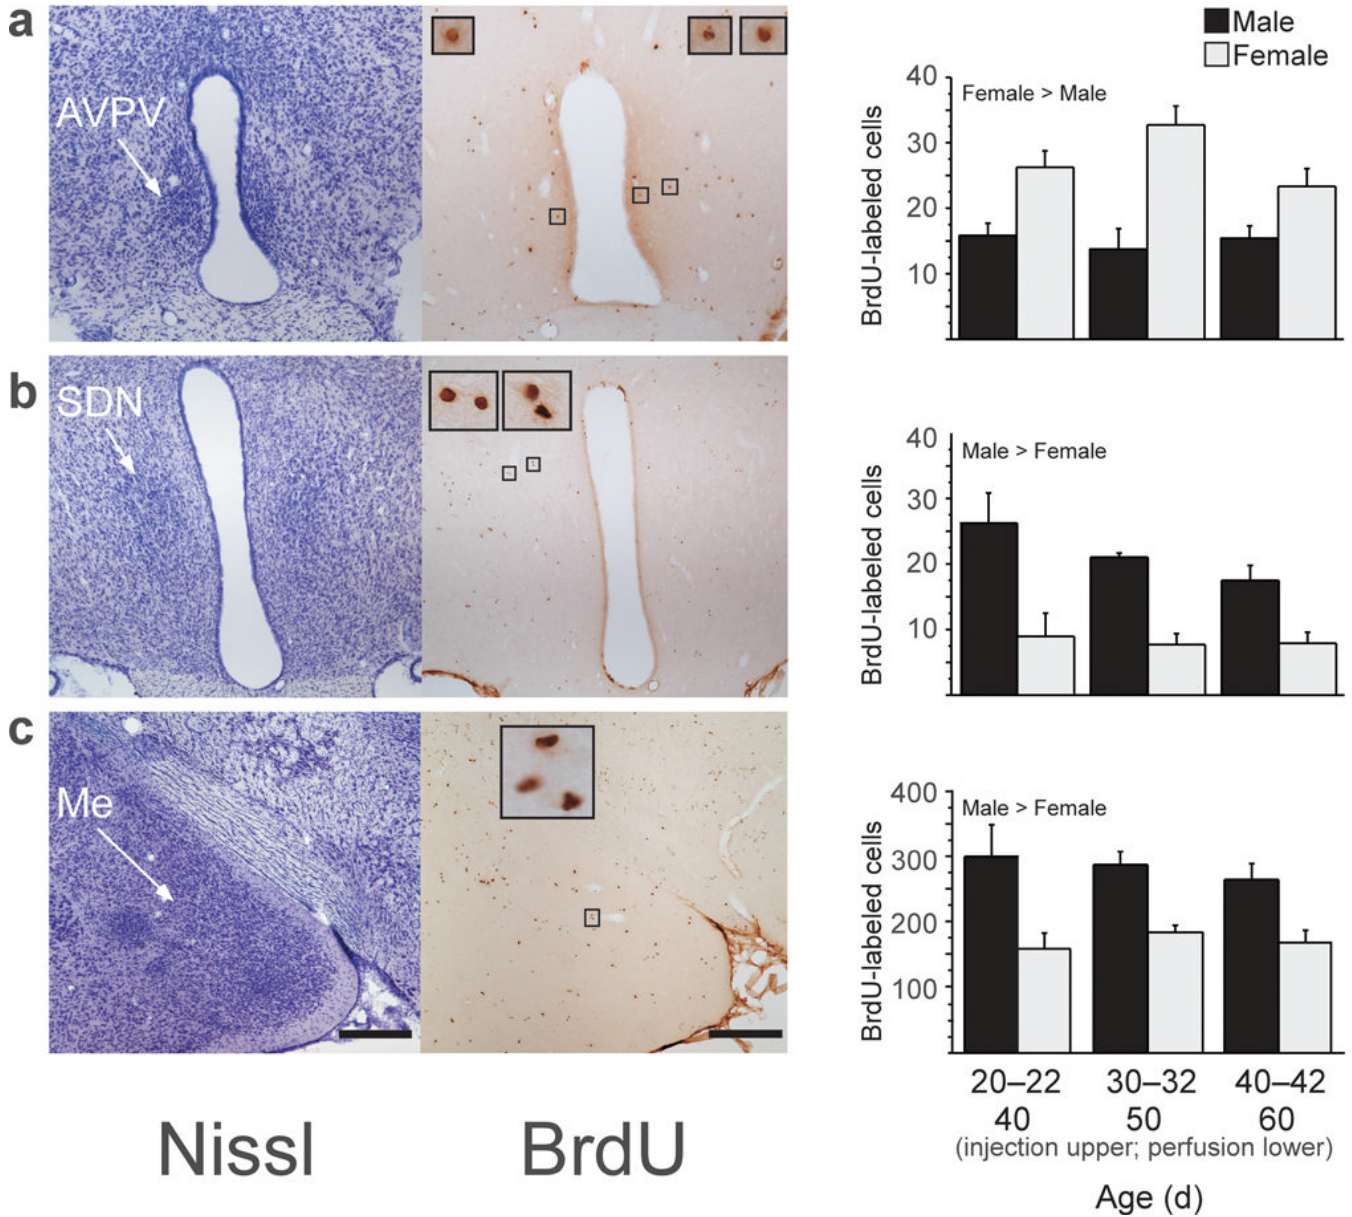 a
AVPV
Male
Female
Female > Male
BrdU-labeled cells
40
30
20
10
b
SDN
Male > Female
BrdU-labeled cells
40
30
20
10
c
Me
Male > Female
BrdU-labeled cells
400
300
200
100
20–22 30–32 40–42
40 50 60
(injection upper; perfusion lower)
Age (d)
Nissl BrdU